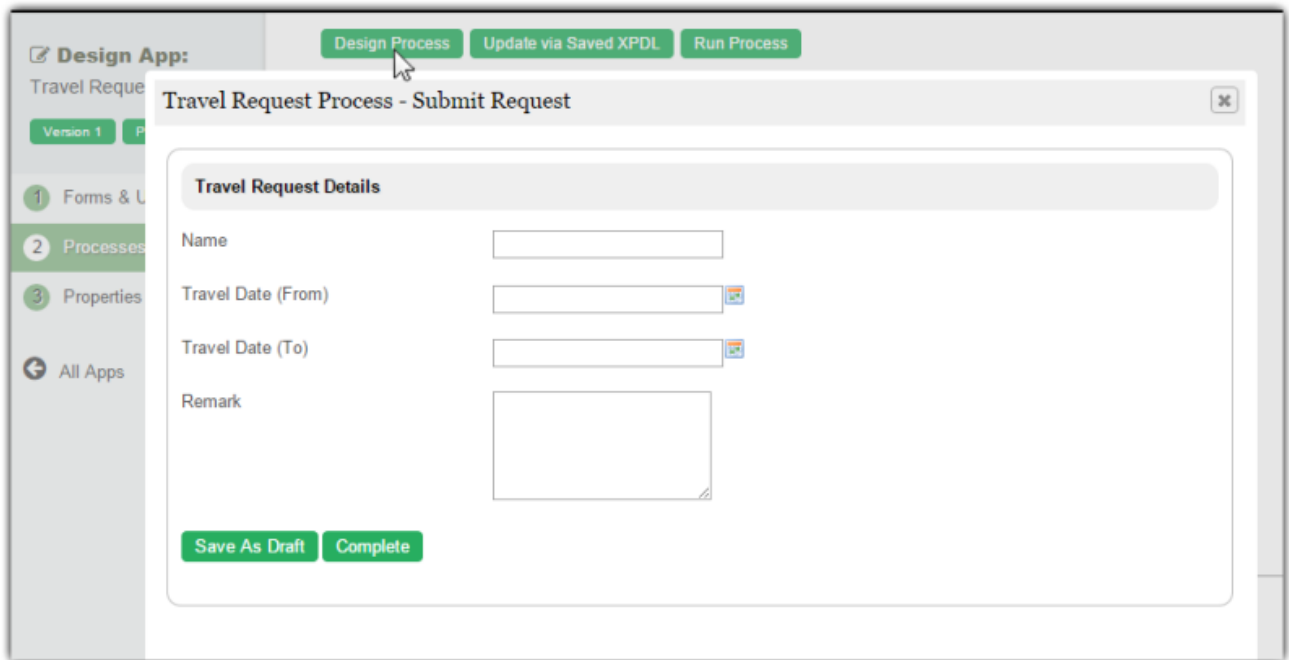 Design Process Update via Saved XPDL Run Process
Design App:
Travel Reque
Version 1 P
Travel Request Process - Submit Request
1 Forms & U
2 Processes
3 Properties
All Apps
Travel Request Details
Name
Travel Date (From)
Travel Date (To)
Remark
Save As Draft Complete